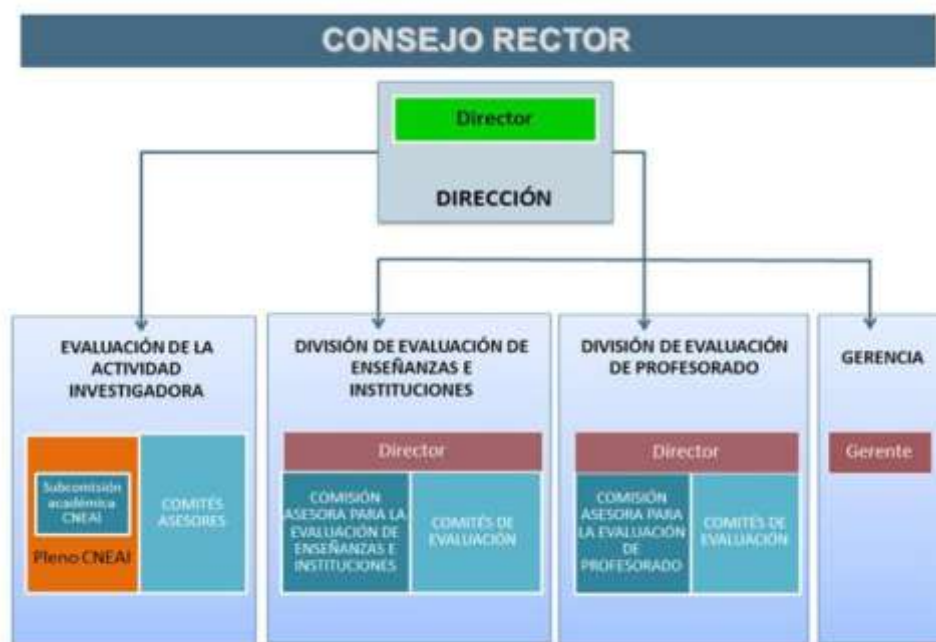 CONSEJO RECTOR
Director
DIRECCIÓN
EVALUACIÓN DE LA
ACTIVIDAD
INVESTIGADORA
Subcomisión
académica
CNEAI
Pleno CNEAI
COMITÉS
ASESORES
DIVISIÓN DE EVALUACIÓN DE
ENSEÑANZAS E
INSTITUCIONES
Director
COMISIÓN
ASESORA PARA LA
EVALUACIÓN DE
ENSEÑANZAS E
INSTITUCIONES
COMITÉS DE
EVALUACIÓN
DIVISIÓN DE EVALUACIÓN
DE PROFESORADO
Director
COMISIÓN
ASESORA PARA
LA EVALUACIÓN
DE
PROFESORADO
COMITÉS DE
EVALUACIÓN
GERENCIA
Gerente